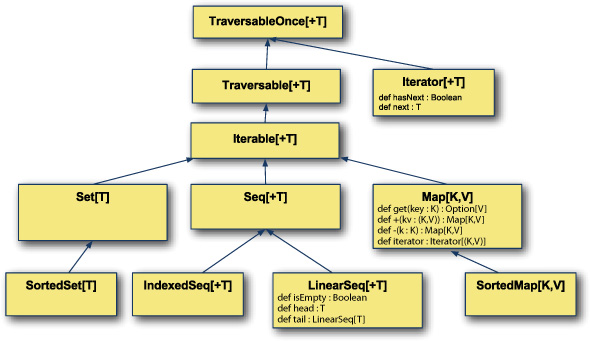 TraversableOnce[+T]
Traversable[+T]
Iterator[+T]
def hasNext : Boolean
def next : T
Iterable[+T]
Set[T]
Seq[+T]
Map[K,V]
def get(key : K) : Option[V]
def +(kv : (K,V)) : Map[K,V]
def -(k : K) : Map[K,V]
def iterator : Iterator[(K,V)]
SortedSet[T]
IndexedSeq[+T]
LinearSeq[+T]
def isEmpty : Boolean
def head : T
def tail : LinearSeq[T]
SortedMap[K,V]